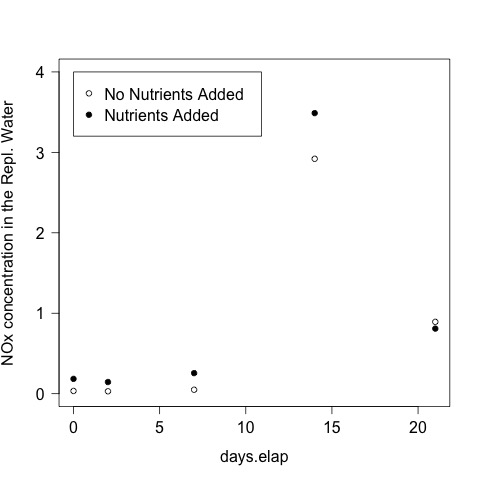 No Nutrients Added
Nutrients Added
NOx concentration in the Repl. Water
4
3
2
1
0
0 5 10 15 20
days.elap